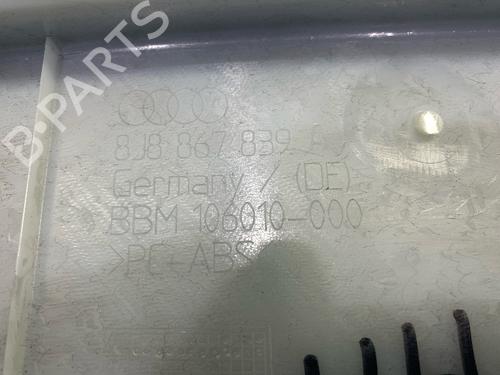 B-PARTS
8J8 867 839
Germany / (DE)
BBM 106010-000
>PC-ABS